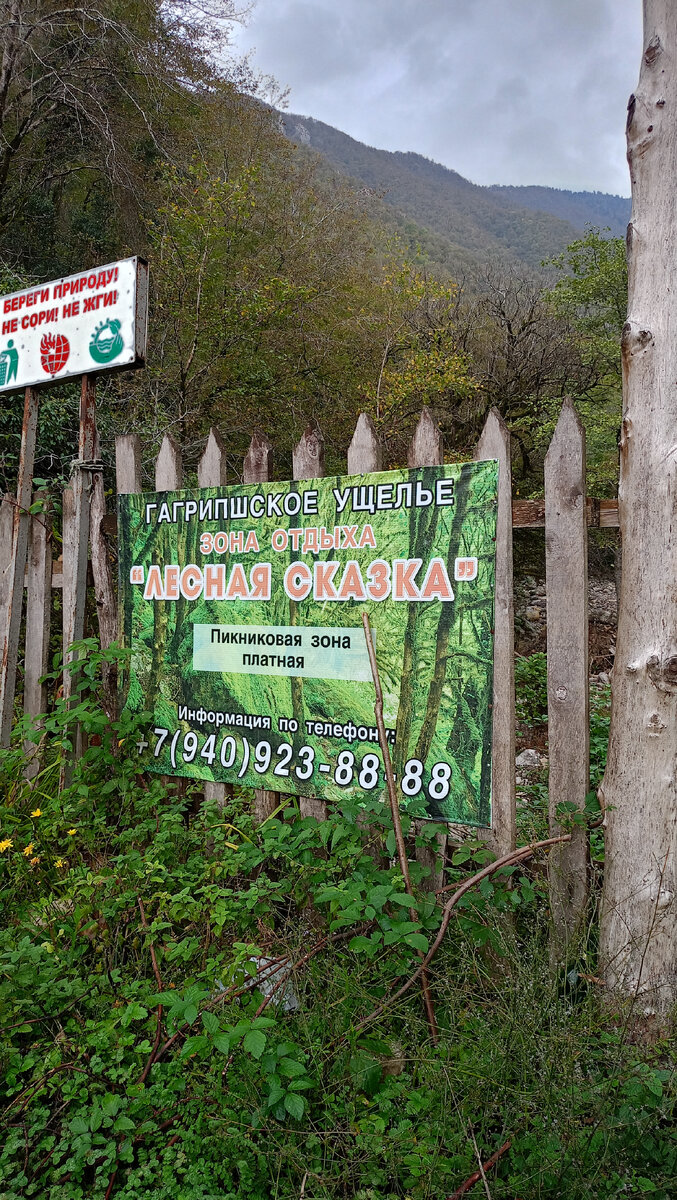 БЕРЕГИ ПРИРОДУ!
НЕ СОРИ! НЕ ЖГИ!
ГАГРИПШСКОЕ УЩЕЛЬЕ
ЗОНА ОТДЫХА
"ЛЕСНАЯ СКАЗКА"
Пикниковая зона
платная
Информация по телефону:
+7(940)923-88-88